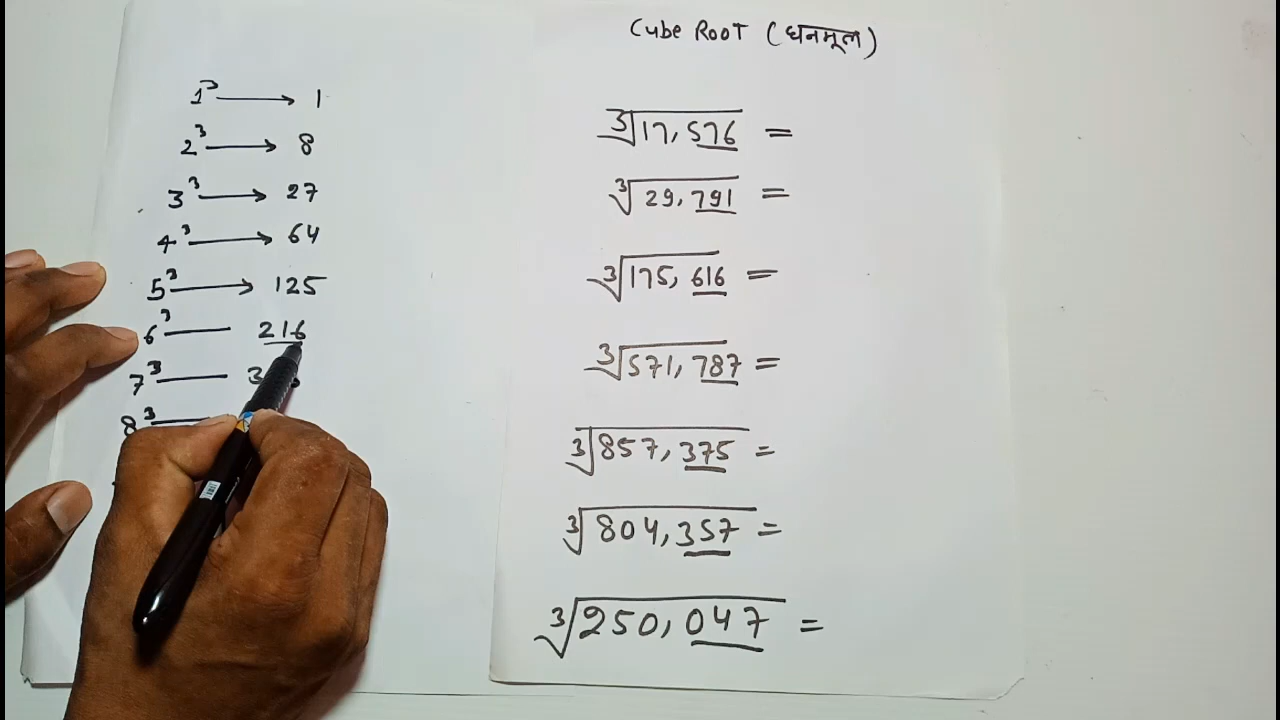 Cube Root (घनमूल)
1³ → 1
2³ → 8
3³ → 27
4³ → 64
5³ → 125
6³ — 216
7³ — 3
8³ —
∛17,576 =
∛29,791 =
∛175,616 =
∛571,787 =
∛857,375 =
∛804,357 =
∛250,047 =